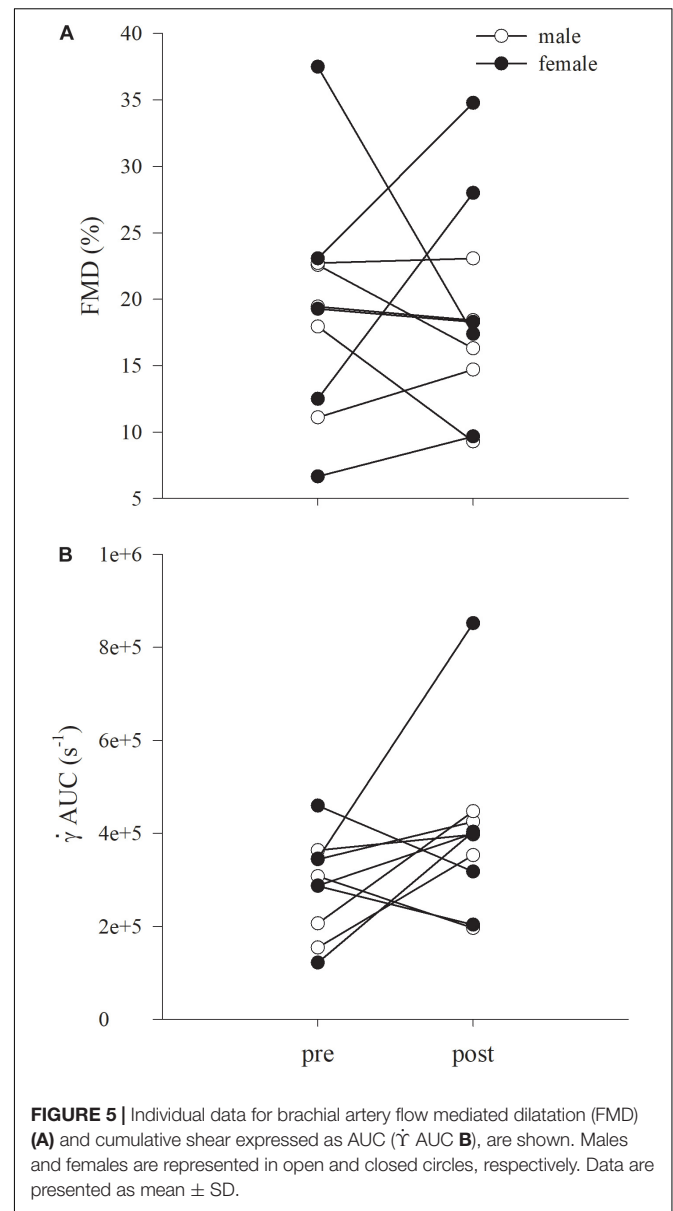 A
40
35
30
25
20
15
10
5
FMD (%)
male
female
B
1e+6
8e+5
6e+5
4e+5
2e+5
0
γ̇ AUC (s⁻¹)
pre post
FIGURE 5 | Individual data for brachial artery flow mediated dilatation (FMD)
(A) and cumulative shear expressed as AUC (ϒ̇ AUC B), are shown. Males
and females are represented in open and closed circles, respectively. Data are
presented as mean ± SD.